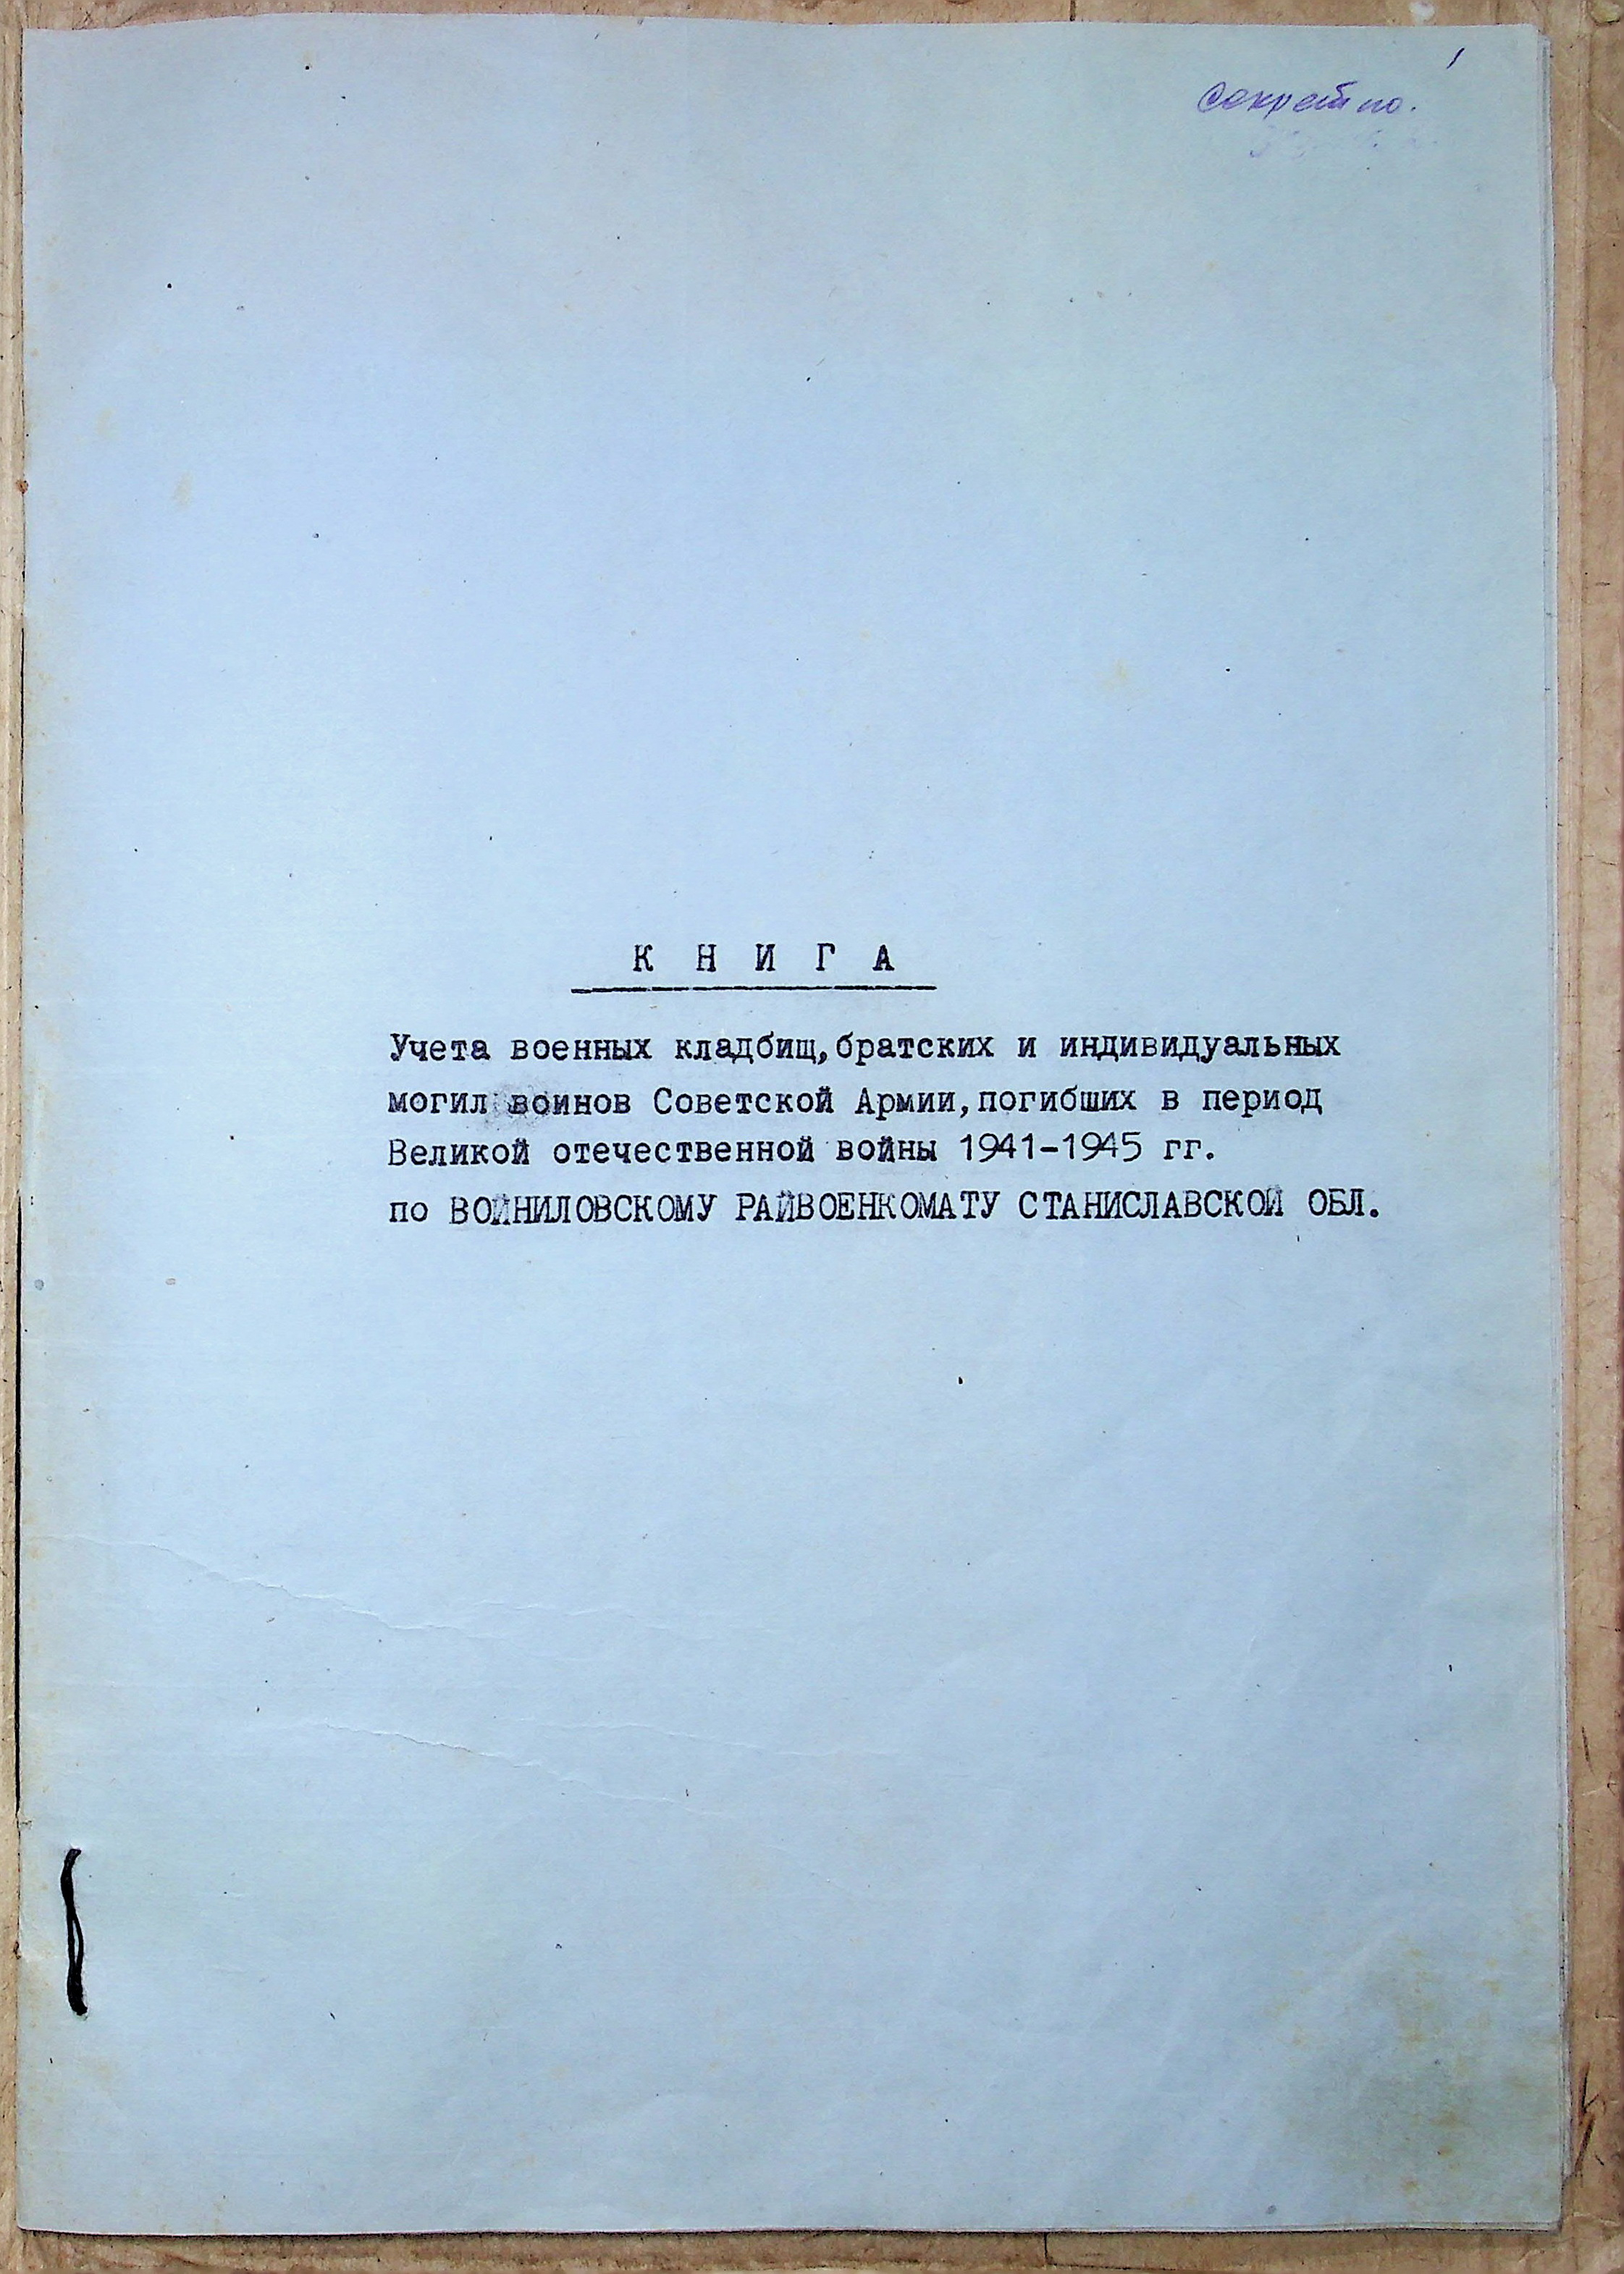 1
Секретно.
К Н И Г А
Учета военных кладбищ,братских и индивидуальных
могил воинов Советской Армии,погибших в период
Великой отечественной войны 1941-1945 гг.
по ВОЙНИЛОВСКОМУ РАЙВОЕНКОМАТУ СТАНИСЛАВСКОЙ ОБЛ.